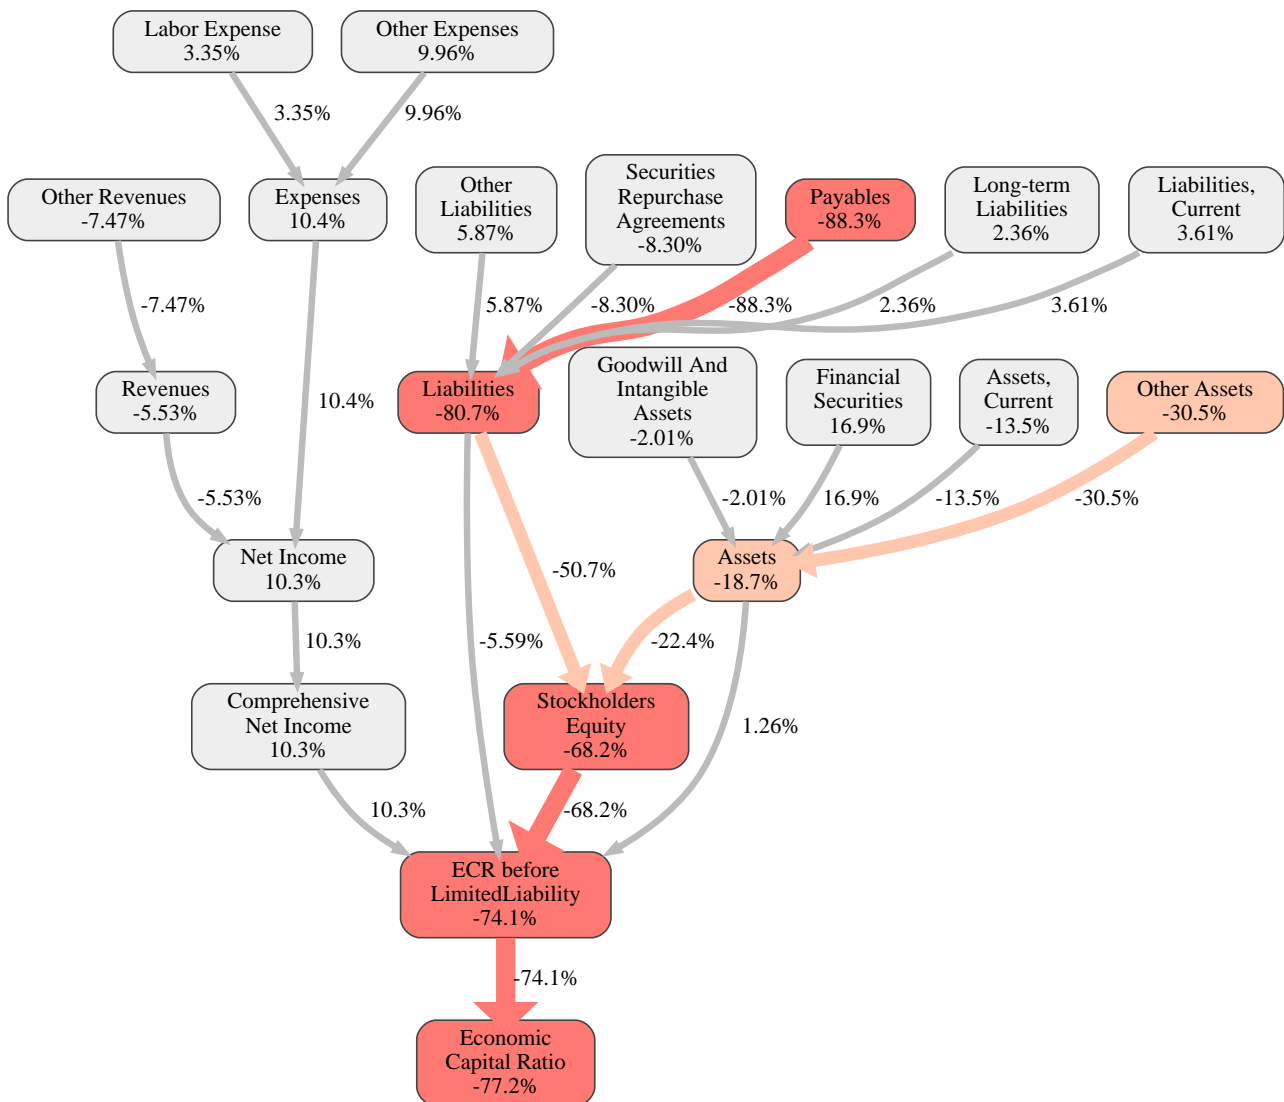 Labor Expense
3.35%
Other Expenses
9.96%
3.35%
9.96%
Other Revenues
-7.47%
Expenses
10.4%
Other
Liabilities
5.87%
Securities
Repurchase
Agreements
-8.30%
Payables
-88.3%
Long-term
Liabilities
2.36%
Liabilities,
Current
3.61%
-7.47%
5.87%
-8.30%
-88.3%
2.36%
3.61%
Revenues
-5.53%
10.4%
Liabilities
-80.7%
Goodwill And
Intangible
Assets
-2.01%
Financial
Securities
16.9%
Assets,
Current
-13.5%
Other Assets
-30.5%
-5.53%
-2.01%
16.9%
-13.5%
-30.5%
Net Income
10.3%
-50.7%
Assets
-18.7%
10.3%
-5.59%
-22.4%
Comprehensive
Net Income
10.3%
Stockholders
Equity
-68.2%
1.26%
10.3%
-68.2%
ECR before
LimitedLiability
-74.1%
-74.1%
Economic
Capital Ratio
-77.2%